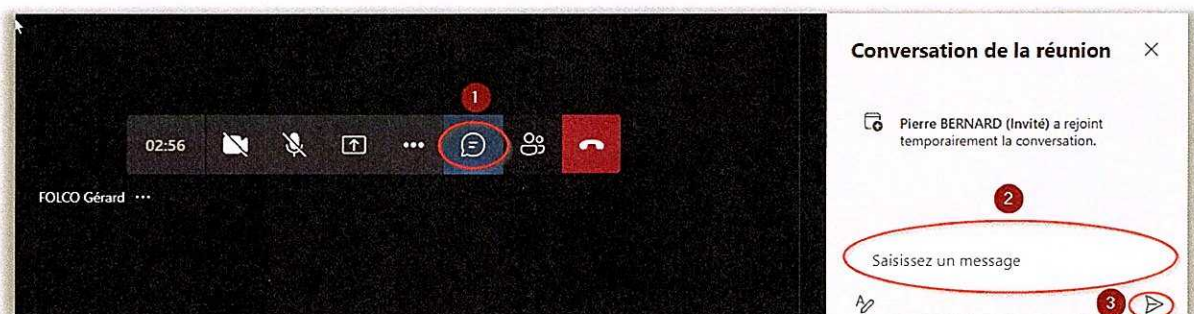 Conversation de la réunion
1
Pierre BERNARD (Invité) a rejoint
temporairement la conversation.
02:56
FOLCO Gérard
2
Saisissez un message
3